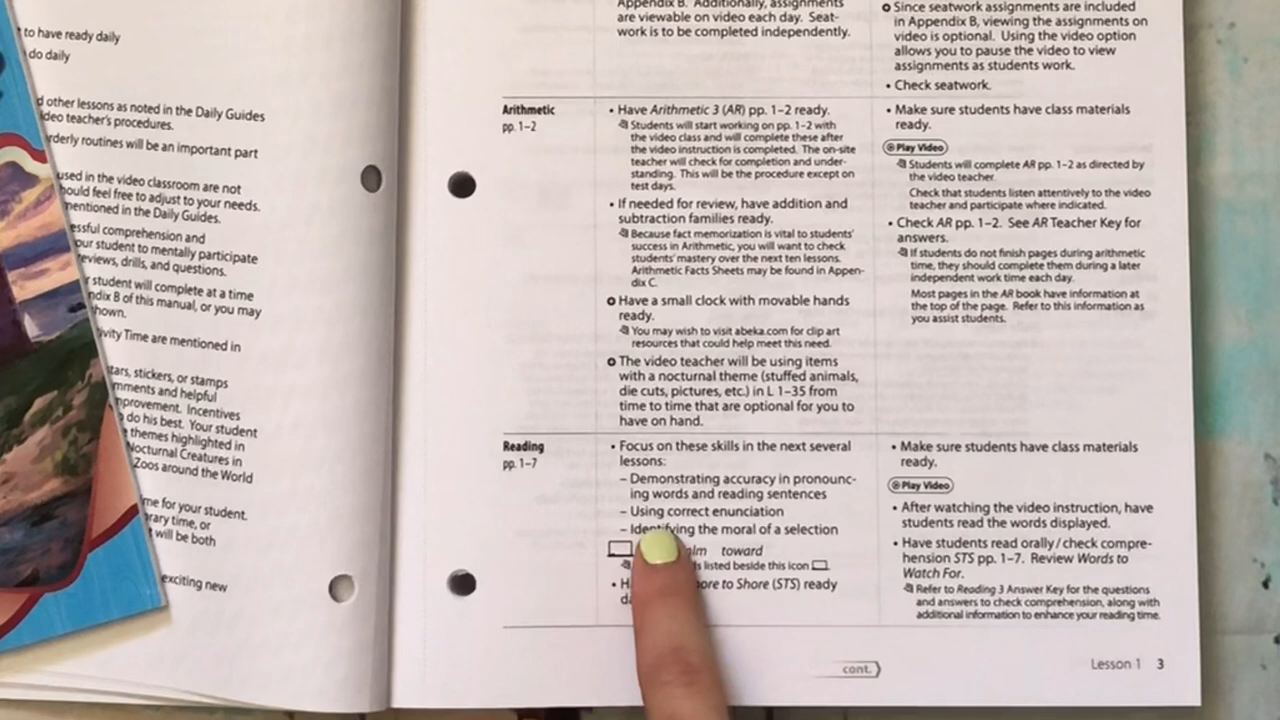 to have ready daily
do daily
d other lessons as noted in the Daily Guides
deo teacher's procedures.
rderly routines will be an important part
used in the video classroom are not
ould feel free to adjust to your needs.
mentioned in the Daily Guides.
essful comprehension and
our student to mentally participate
reviews, drills, and questions.
r student will complete at a time
ndix B of this manual, or you may
hown.
ivity Time are mentioned in
tars, stickers, or stamps
mments and helpful
mprovement. Incentives
o do his best. Your student
themes highlighted in
Nocturnal Creatures in
Zoos around the World
me for your student.
rary time, or
t will be both
exciting new
Appendix B. Additionally, assignments
are viewable on video each day. Seat-
work is to be completed independently.
Since seatwork assignments are included
in Appendix B, viewing the assignments on
video is optional. Using the video option
allows you to pause the video to view
assignments as students work.
• Check seatwork.
Arithmetic
pp. 1–2
• Have Arithmetic 3 (AR) pp. 1–2 ready.
Students will start working on pp. 1–2 with
the video class and will complete these after
the video instruction is completed. The on-site
teacher will check for completion and under-
standing. This will be the procedure except on
test days.
• If needed for review, have addition and
subtraction families ready.
Because fact memorization is vital to students'
success in Arithmetic, you will want to check
students' mastery over the next ten lessons.
Arithmetic Facts Sheets may be found in Appen-
dix C.
Have a small clock with movable hands
ready.
You may wish to visit abeka.com for clip art
resources that could help meet this need.
The video teacher will be using items
with a nocturnal theme (stuffed animals,
die cuts, pictures, etc.) in L 1–35 from
time to time that are optional for you to
have on hand.
• Make sure students have class materials
ready.
Play Video
Students will complete AR pp. 1–2 as directed by
the video teacher.
Check that students listen attentively to the video
teacher and participate where indicated.
• Check AR pp. 1–2. See AR Teacher Key for
answers.
If students do not finish pages during arithmetic
time, they should complete them during a later
independent work time each day.
Most pages in the AR book have information at
the top of the page. Refer to this information as
you assist students.
Reading
pp. 1–7
• Focus on these skills in the next several
lessons:
– Demonstrating accuracy in pronounc-
ing words and reading sentences
– Using correct enunciation
– Identifying the moral of a selection
toward
listed beside this icon
ore to Shore (STS) ready
• Make sure students have class materials
ready.
Play Video
• After watching the video instruction, have
students read the words displayed.
• Have students read orally / check compre-
hension STS pp. 1–7. Review Words to
Watch For.
Refer to Reading 3 Answer Key for the questions
and answers to check comprehension, along with
additional information to enhance your reading time.
cont.
Lesson 1 3